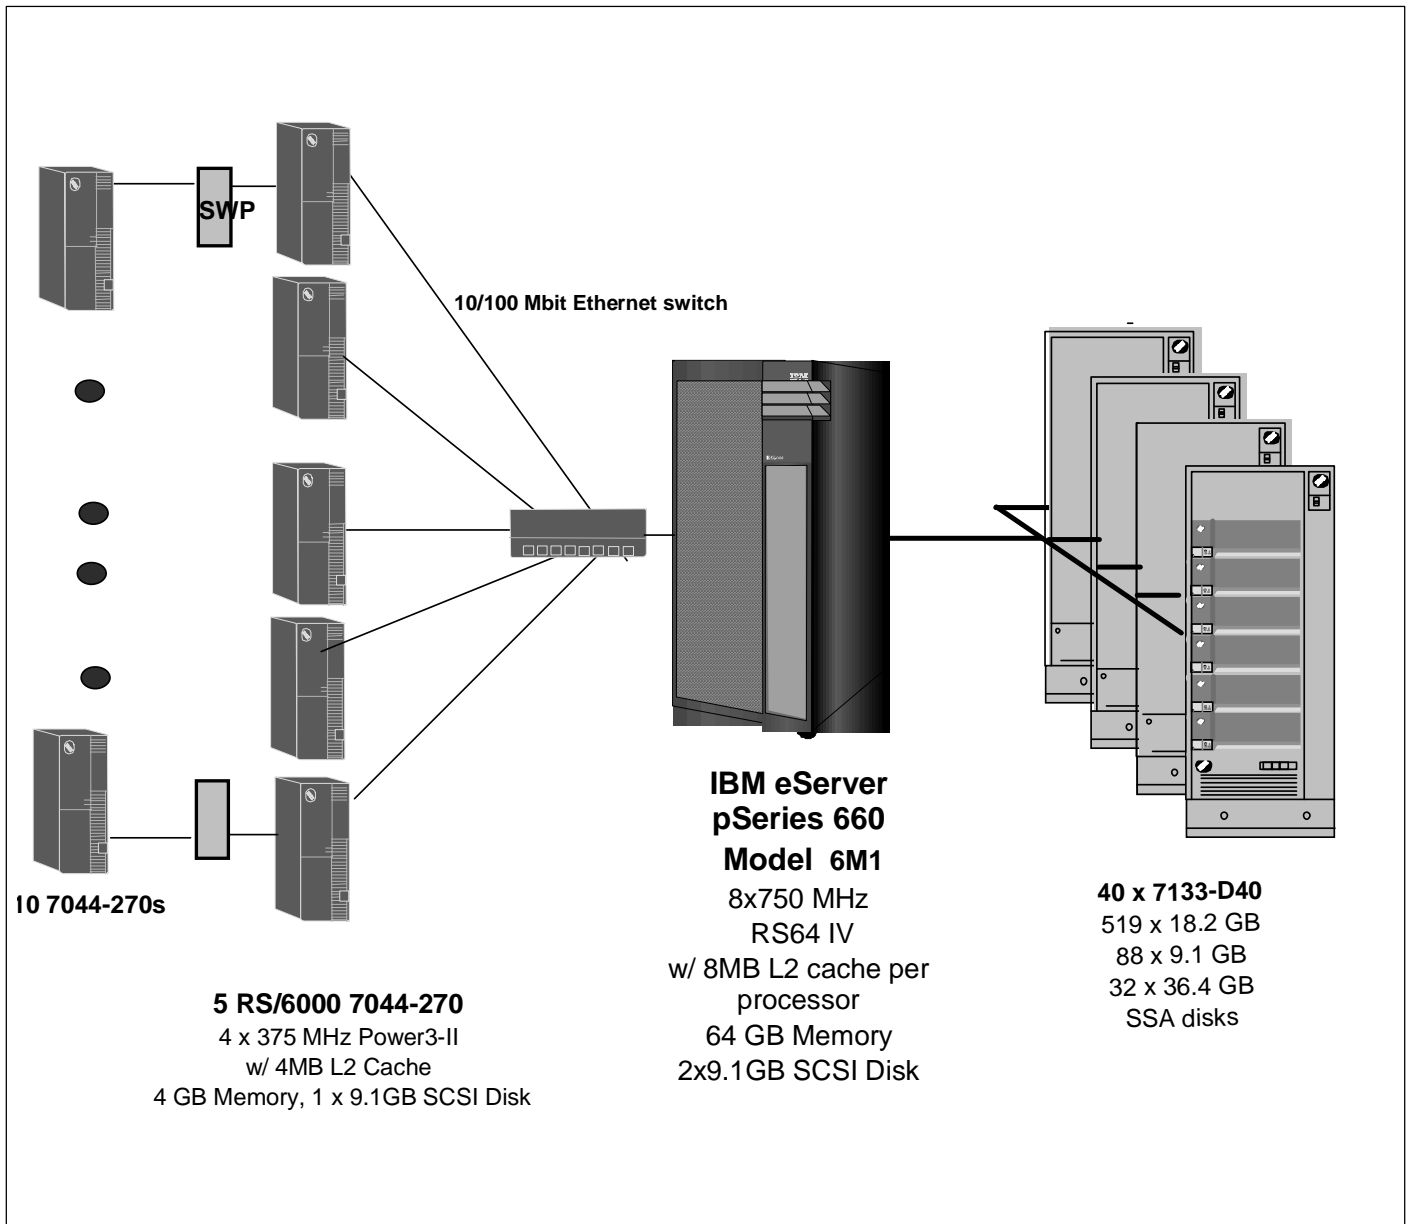 SWP
10/100 Mbit Ethernet switch
10 7044-270s
5 RS/6000 7044-270
4 x 375 MHz Power3-II
w/ 4MB L2 Cache
4 GB Memory, 1 x 9.1GB SCSI Disk
IBM eServer
pSeries 660
Model 6M1
8x750 MHz
RS64 IV
w/ 8MB L2 cache per
processor
64 GB Memory
2x9.1GB SCSI Disk
40 x 7133-D40
519 x 18.2 GB
88 x 9.1 GB
32 x 36.4 GB
SSA disks